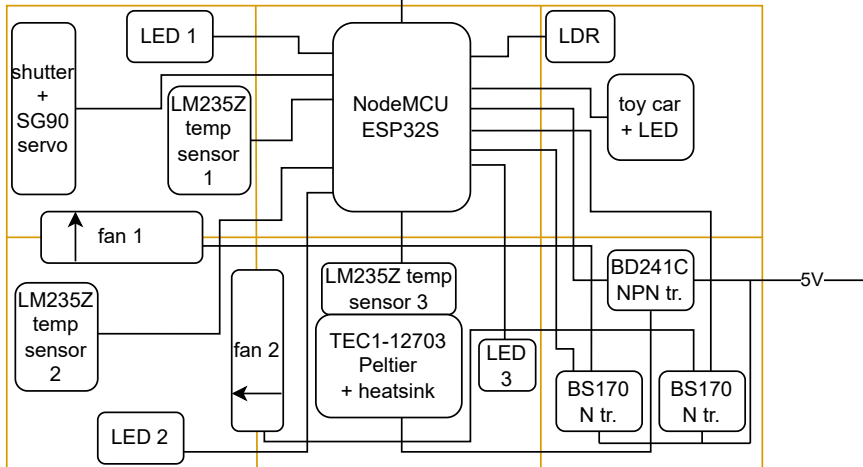 LED 1
LDR
shutter
+
SG90
servo
LM235Z
temp
sensor
1
NodeMCU
ESP32S
toy car
+ LED
fan 1
LM235Z
temp
sensor
2
fan 2
LM235Z temp
sensor 3
TEC1-12703
Peltier
+ heatsink
LED
3
BD241C
NPN tr.
5V
BS170
N tr.
BS170
N tr.
LED 2